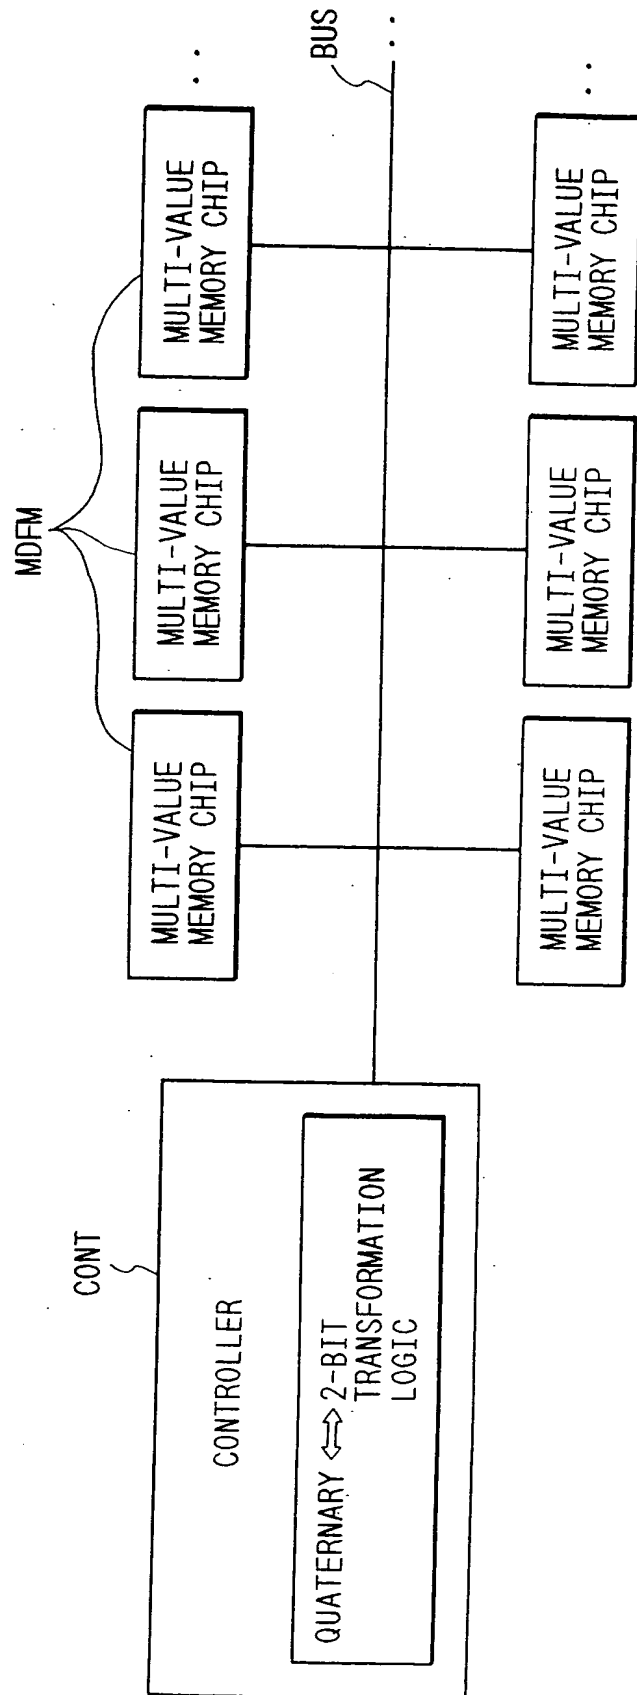 CONT
CONTROLLER
QUATERNARY ⇔ 2-BIT
TRANSFORMATION
LOGIC
MDFM
MULTI-VALUE
MEMORY CHIP
MULTI-VALUE
MEMORY CHIP
MULTI-VALUE
MEMORY CHIP
BUS
MULTI-VALUE
MEMORY CHIP
MULTI-VALUE
MEMORY CHIP
MULTI-VALUE
MEMORY CHIP